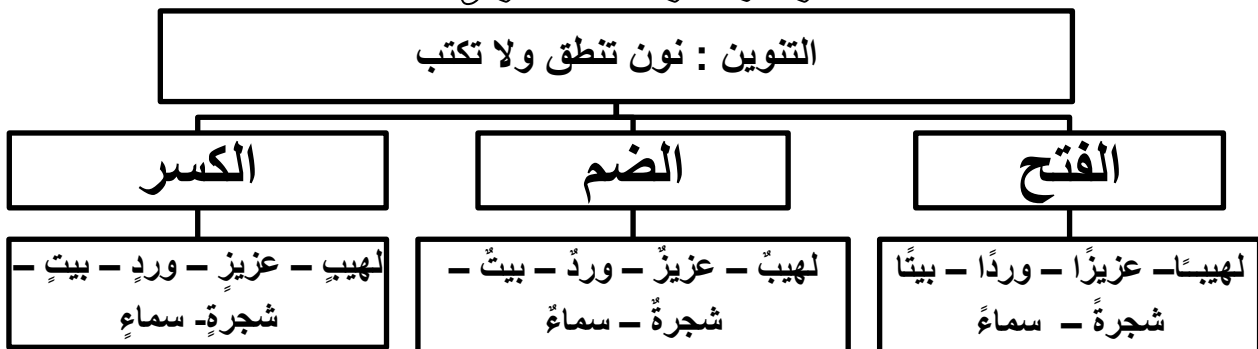 التنوين : نون تنطق ولا تكتب
الفتح
الضم
الكسر
لهيبـًا– عزيزًا – وردًا – بيتًا
شجرةً – سماءً
لهيبٌ – عزيزٌ – وردٌ – بيتٌ –
شجرةٌ – سماءٌ
لهيبٍ – عزيزٍ – وردٍ – بيتٍ –
شجرةٍ- سماءٍ